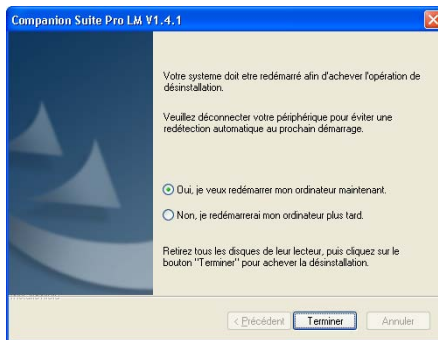 Companion Suite Pro LM V1.4.1
Votre systeme doit etre redémarré afin d'achever l'opération de
désinstallation.
Veuillez déconnecter votre périphérique pour éviter une
redétection automatique au prochain démarrage.
Oui, je veux redémarrer mon ordinateur maintenant.
Non, je redémarrerai mon ordinateur plus tard.
Retirez tous les disques de leur lecteur, puis cliquez sur le
bouton "Terminer" pour achever la désinstallation.
< Précédent Terminer Annuler